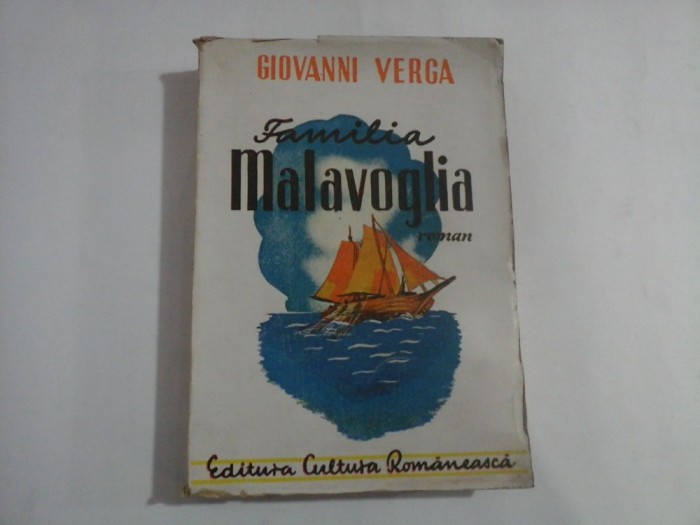 GIOVANNI VERGA
Familia
Malavoglia
roman
Editura Cultura Românească